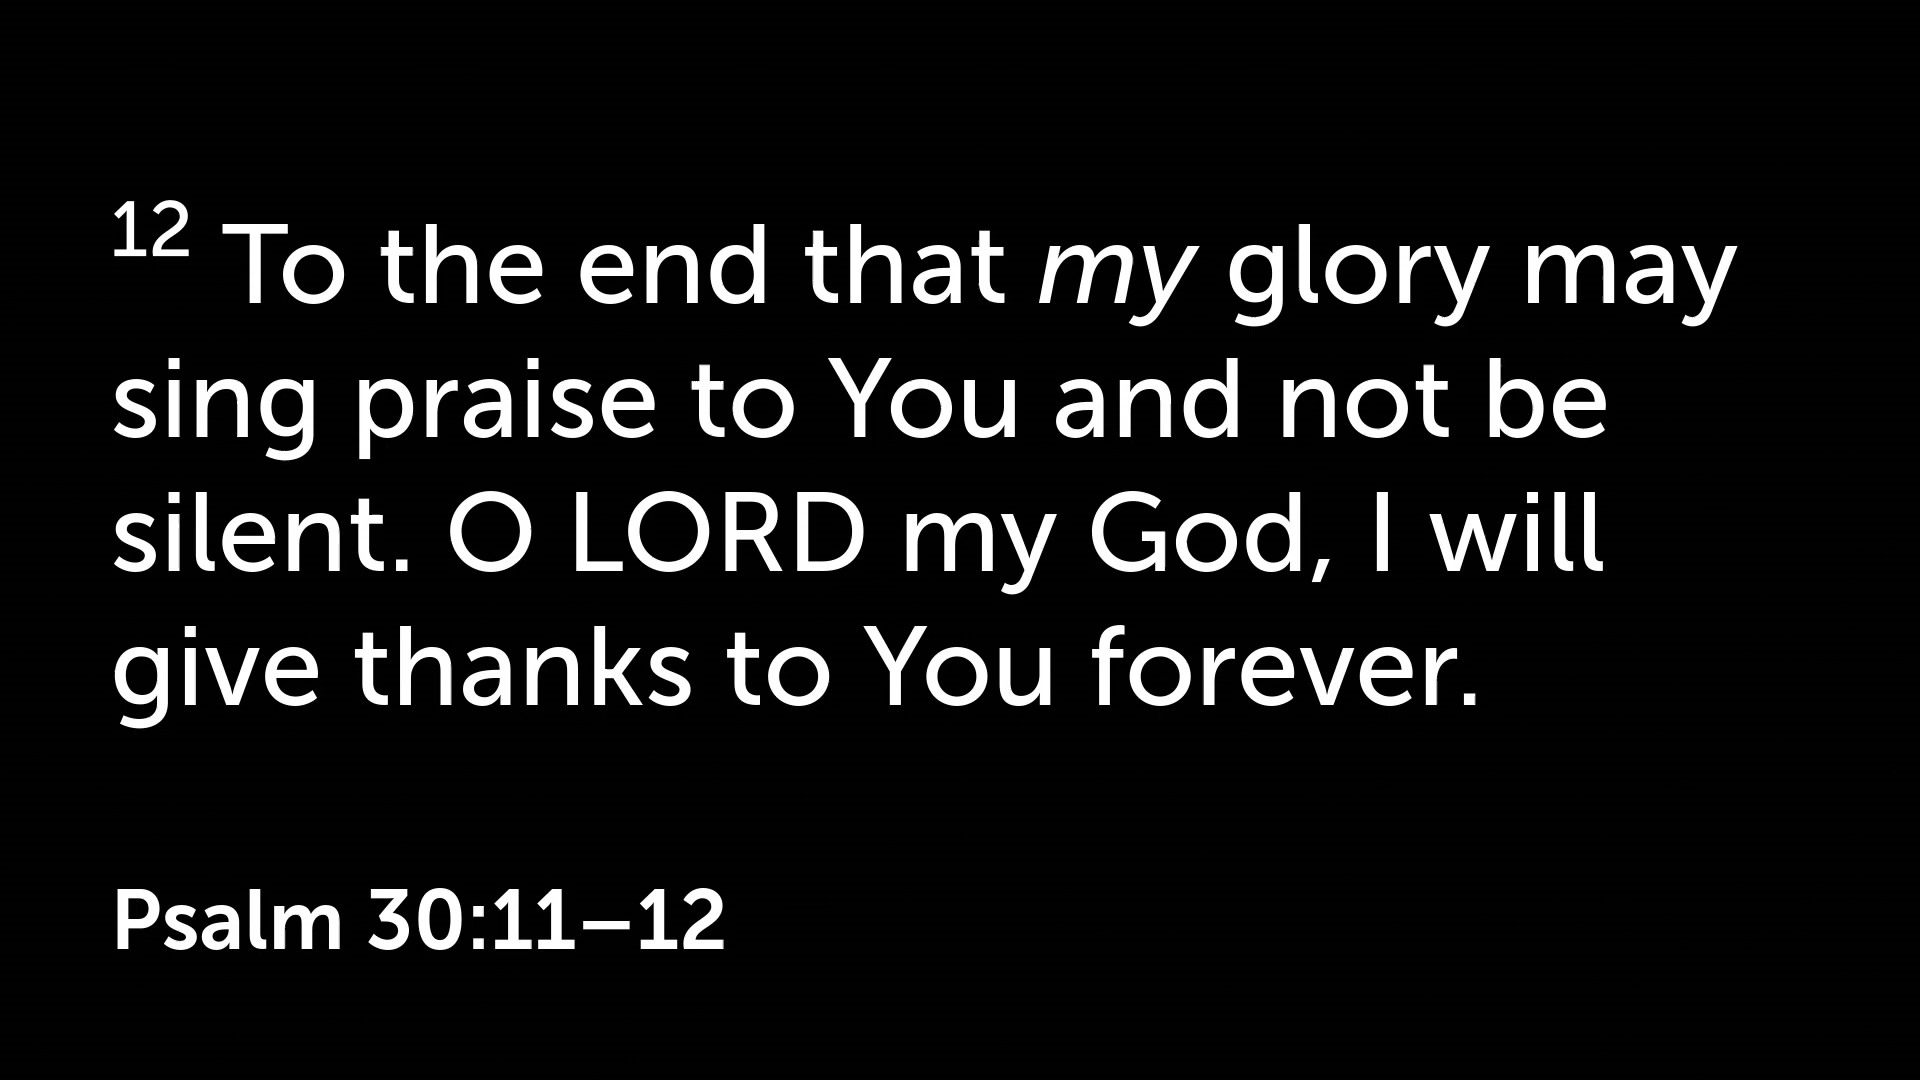 12 To the end that my glory may
sing praise to You and not be
silent. O LORD my God, I will
give thanks to You forever.
Psalm 30:11–12